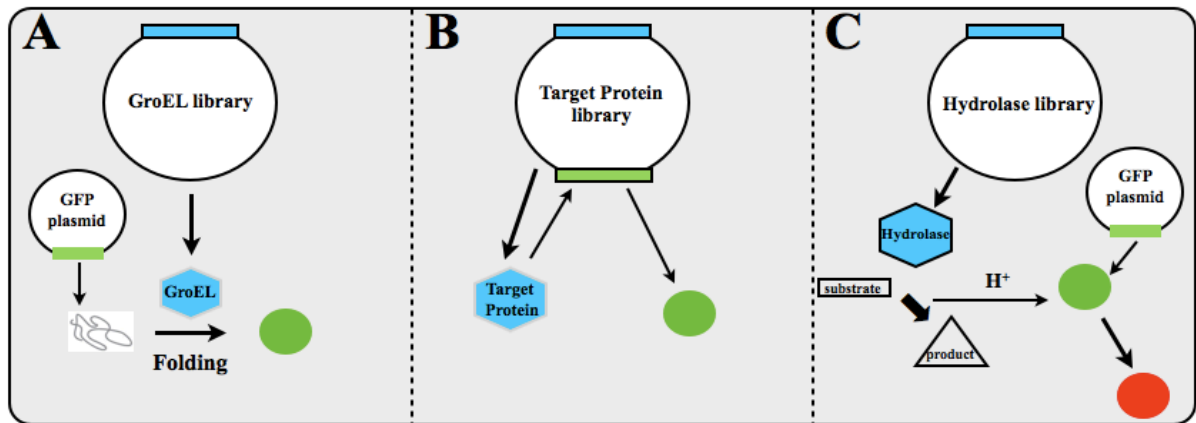 A
GroEL library
GFP
plasmid
GroEL
Folding
B
Target Protein
library
Target
Protein
C
Hydrolase library
GFP
plasmid
Hydrolase
substrate
H⁺
product